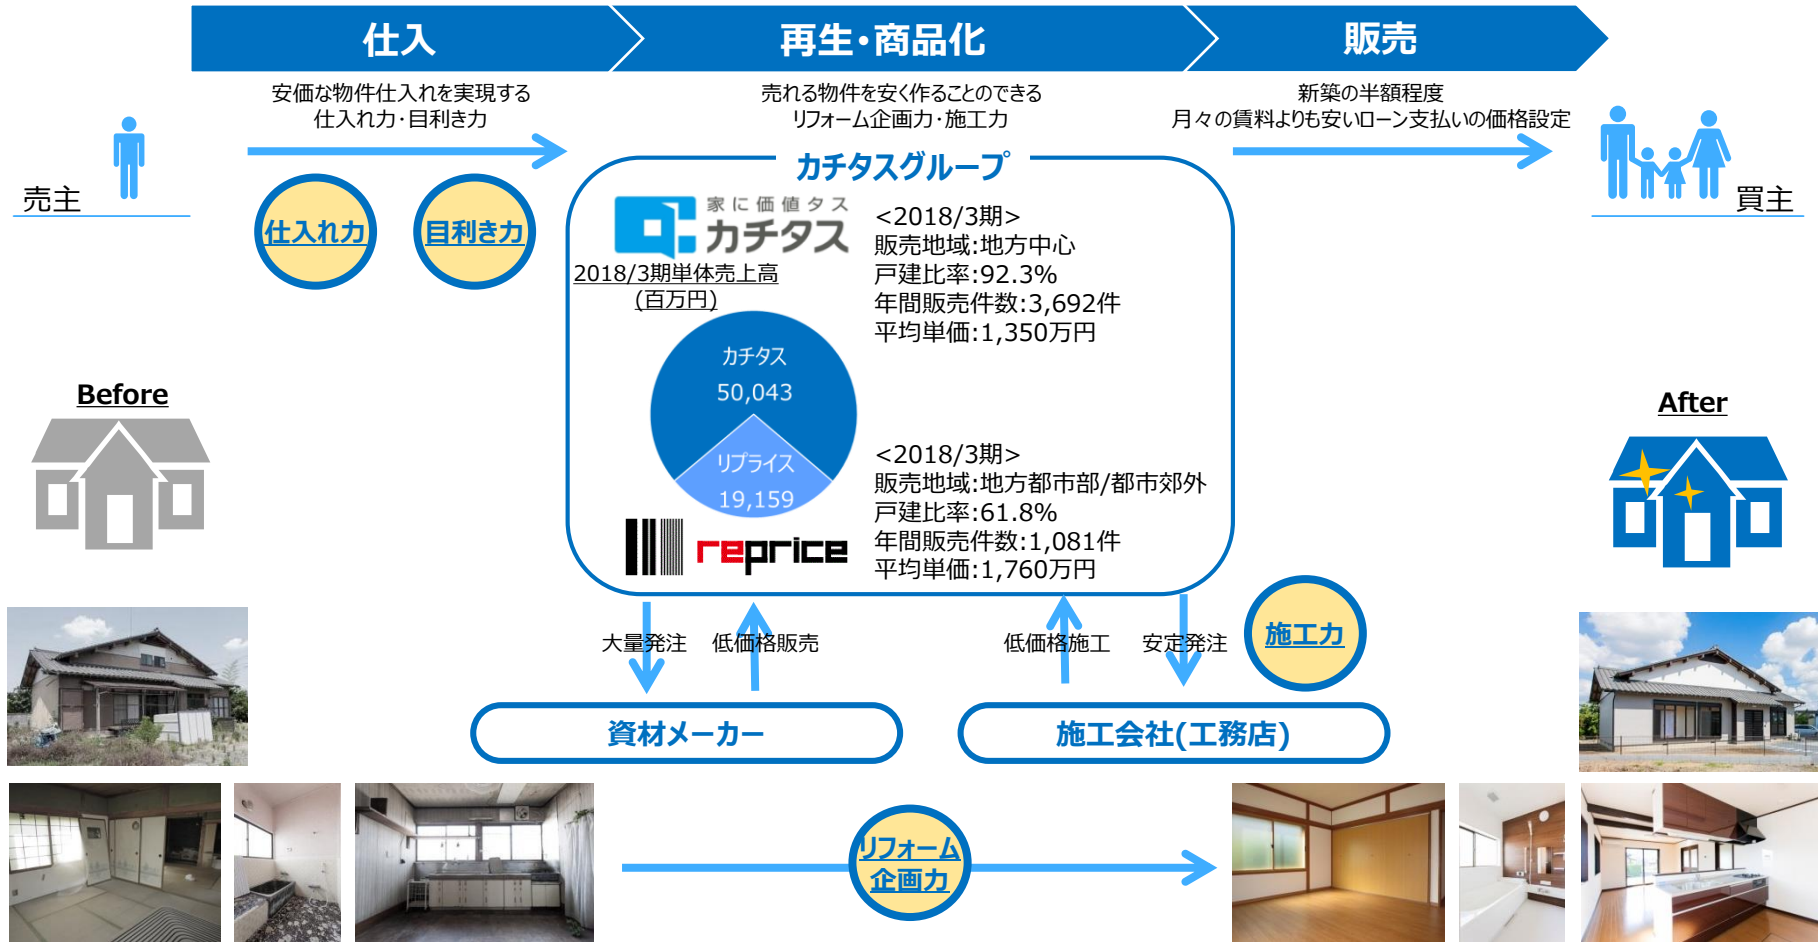 仕入
再生・商品化
販売
安価な物件仕入れを実現する
仕入れ力・目利き力
売れる物件を安く作ることのできる
リフォーム企画力・施工力
新築の半額程度
月々の賃料よりも安いローン支払いの価格設定
売主
仕入れ力
目利き力
カチタスグループ
家に価値タス
カチタス
2018/3期単体売上高
(百万円)
カチタス
50,043
リプライス
19,159
reprice
<2018/3期>
販売地域:地方中心
戸建比率:92.3%
年間販売件数:3,692件
平均単価:1,350万円
<2018/3期>
販売地域:地方都市部/都市郊外
戸建比率:61.8%
年間販売件数:1,081件
平均単価:1,760万円
買主
Before
After
大量発注
低価格販売
低価格施工
安定発注
施工力
資材メーカー
施工会社(工務店)
リフォーム
企画力